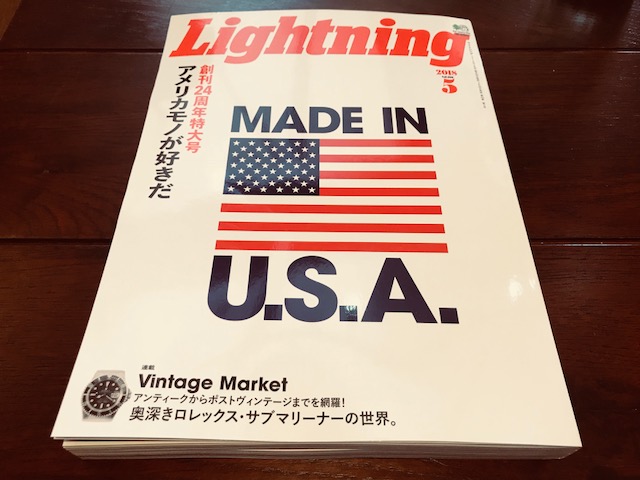 Lightning
2018
5
創刊24周年特大号
アメリカモノが好きだ
MADE IN
U.S.A.
連載
Vintage Market
アンティークからポストヴィンテージまでを網羅！
奥深きロレックス・サブマリーナーの世界。